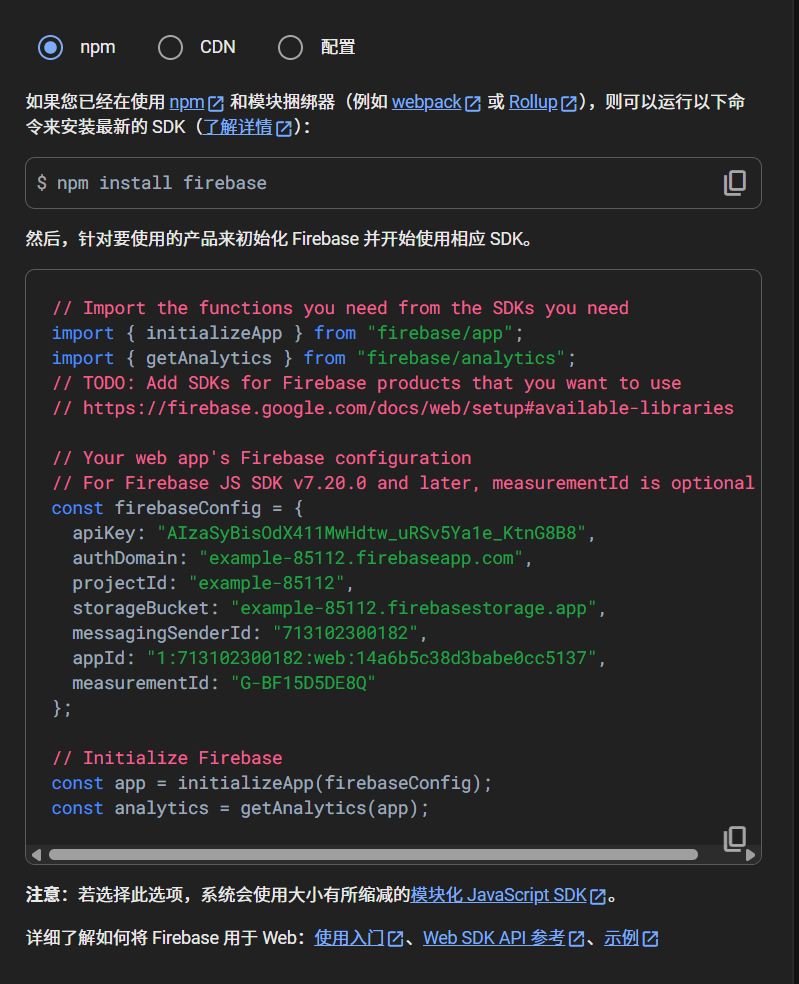 npm CDN 配置
如果您已经在使用 npm 和模块捆绑器（例如 webpack 或 Rollup），则可以运行以下命
令来安装最新的 SDK（了解详情）：
$ npm install firebase
然后，针对要使用的产品来初始化 Firebase 并开始使用相应 SDK。
// Import the functions you need from the SDKs you need
import { initializeApp } from "firebase/app";
import { getAnalytics } from "firebase/analytics";
// TODO: Add SDKs for Firebase products that you want to use
// https://firebase.google.com/docs/web/setup#available-libraries
// Your web app's Firebase configuration
// For Firebase JS SDK v7.20.0 and later, measurementId is optional
const firebaseConfig = {
  apiKey: "AIzaSyBisOdX411MwHdtw_uRSv5Ya1e_KtnG8B8",
  authDomain: "example-85112.firebaseapp.com",
  projectId: "example-85112",
  storageBucket: "example-85112.firebasestorage.app",
  messagingSenderId: "713102300182",
  appId: "1:713102300182:web:14a6b5c38d3babe0cc5137",
  measurementId: "G-BF15D5DE8Q"
};
// Initialize Firebase
const app = initializeApp(firebaseConfig);
const analytics = getAnalytics(app);
注意：若选择此选项，系统会使用大小有所缩减的模块化 JavaScript SDK。
详细了解如何将 Firebase 用于 Web：使用入门、Web SDK API 参考、示例